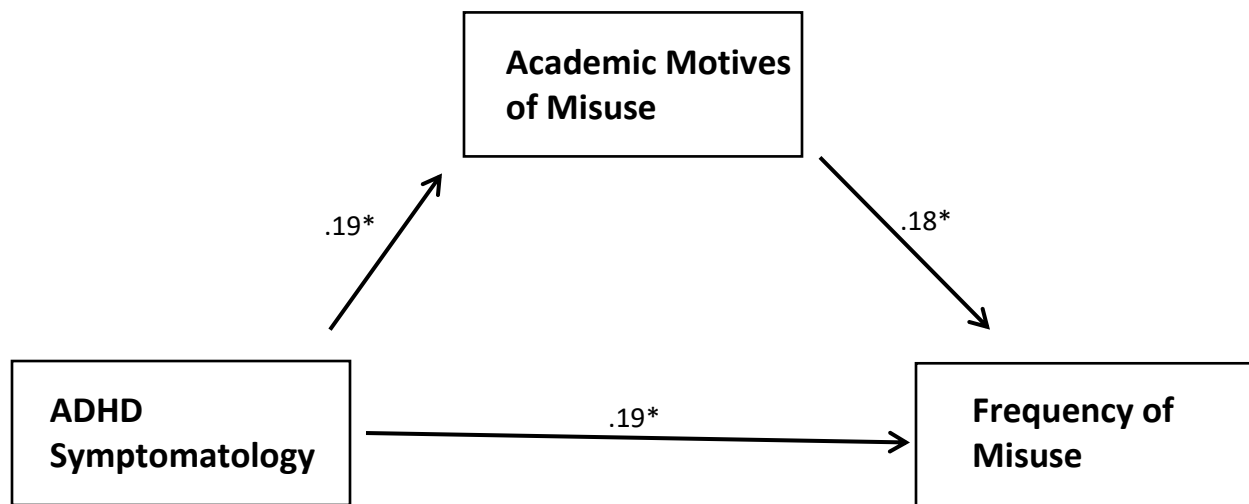 Academic Motives
of Misuse
.19*
.18*
ADHD
Symptomatology
.19*
Frequency of
Misuse